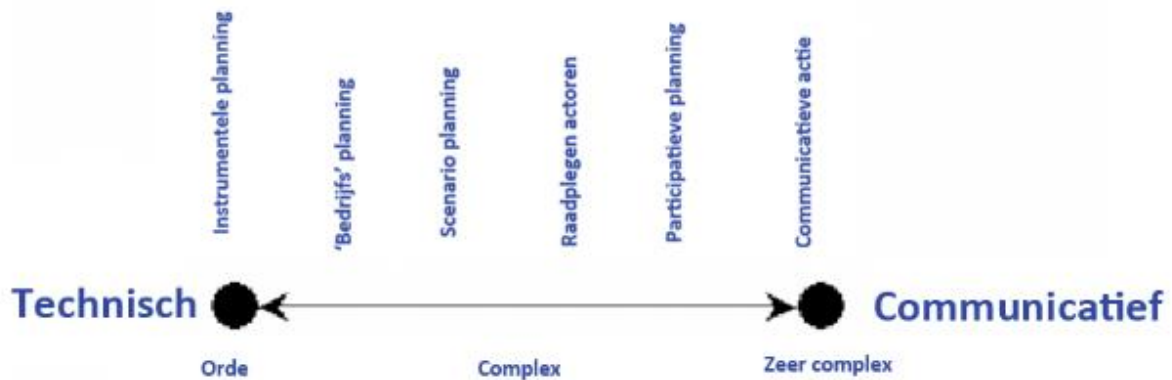 Instrumentele planning
'Bedrijfs' planning
Scenario planning
Raadplegen actoren
Participatieve planning
Communicatieve actie
Technisch
Communicatief
Orde
Complex
Zeer complex